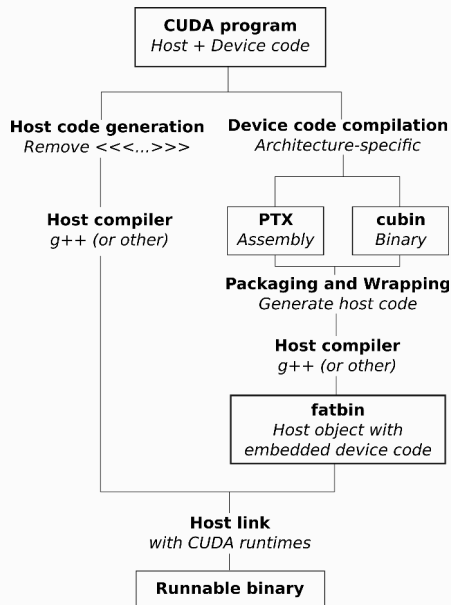 CUDA program
Host + Device code
Host code generation
Remove <<<...>>>
Device code compilation
Architecture-specific
Host compiler
g++ (or other)
PTX
Assembly
cubin
Binary
Packaging and Wrapping
Generate host code
Host compiler
g++ (or other)
fatbin
Host object with
embedded device code
Host link
with CUDA runtimes
Runnable binary